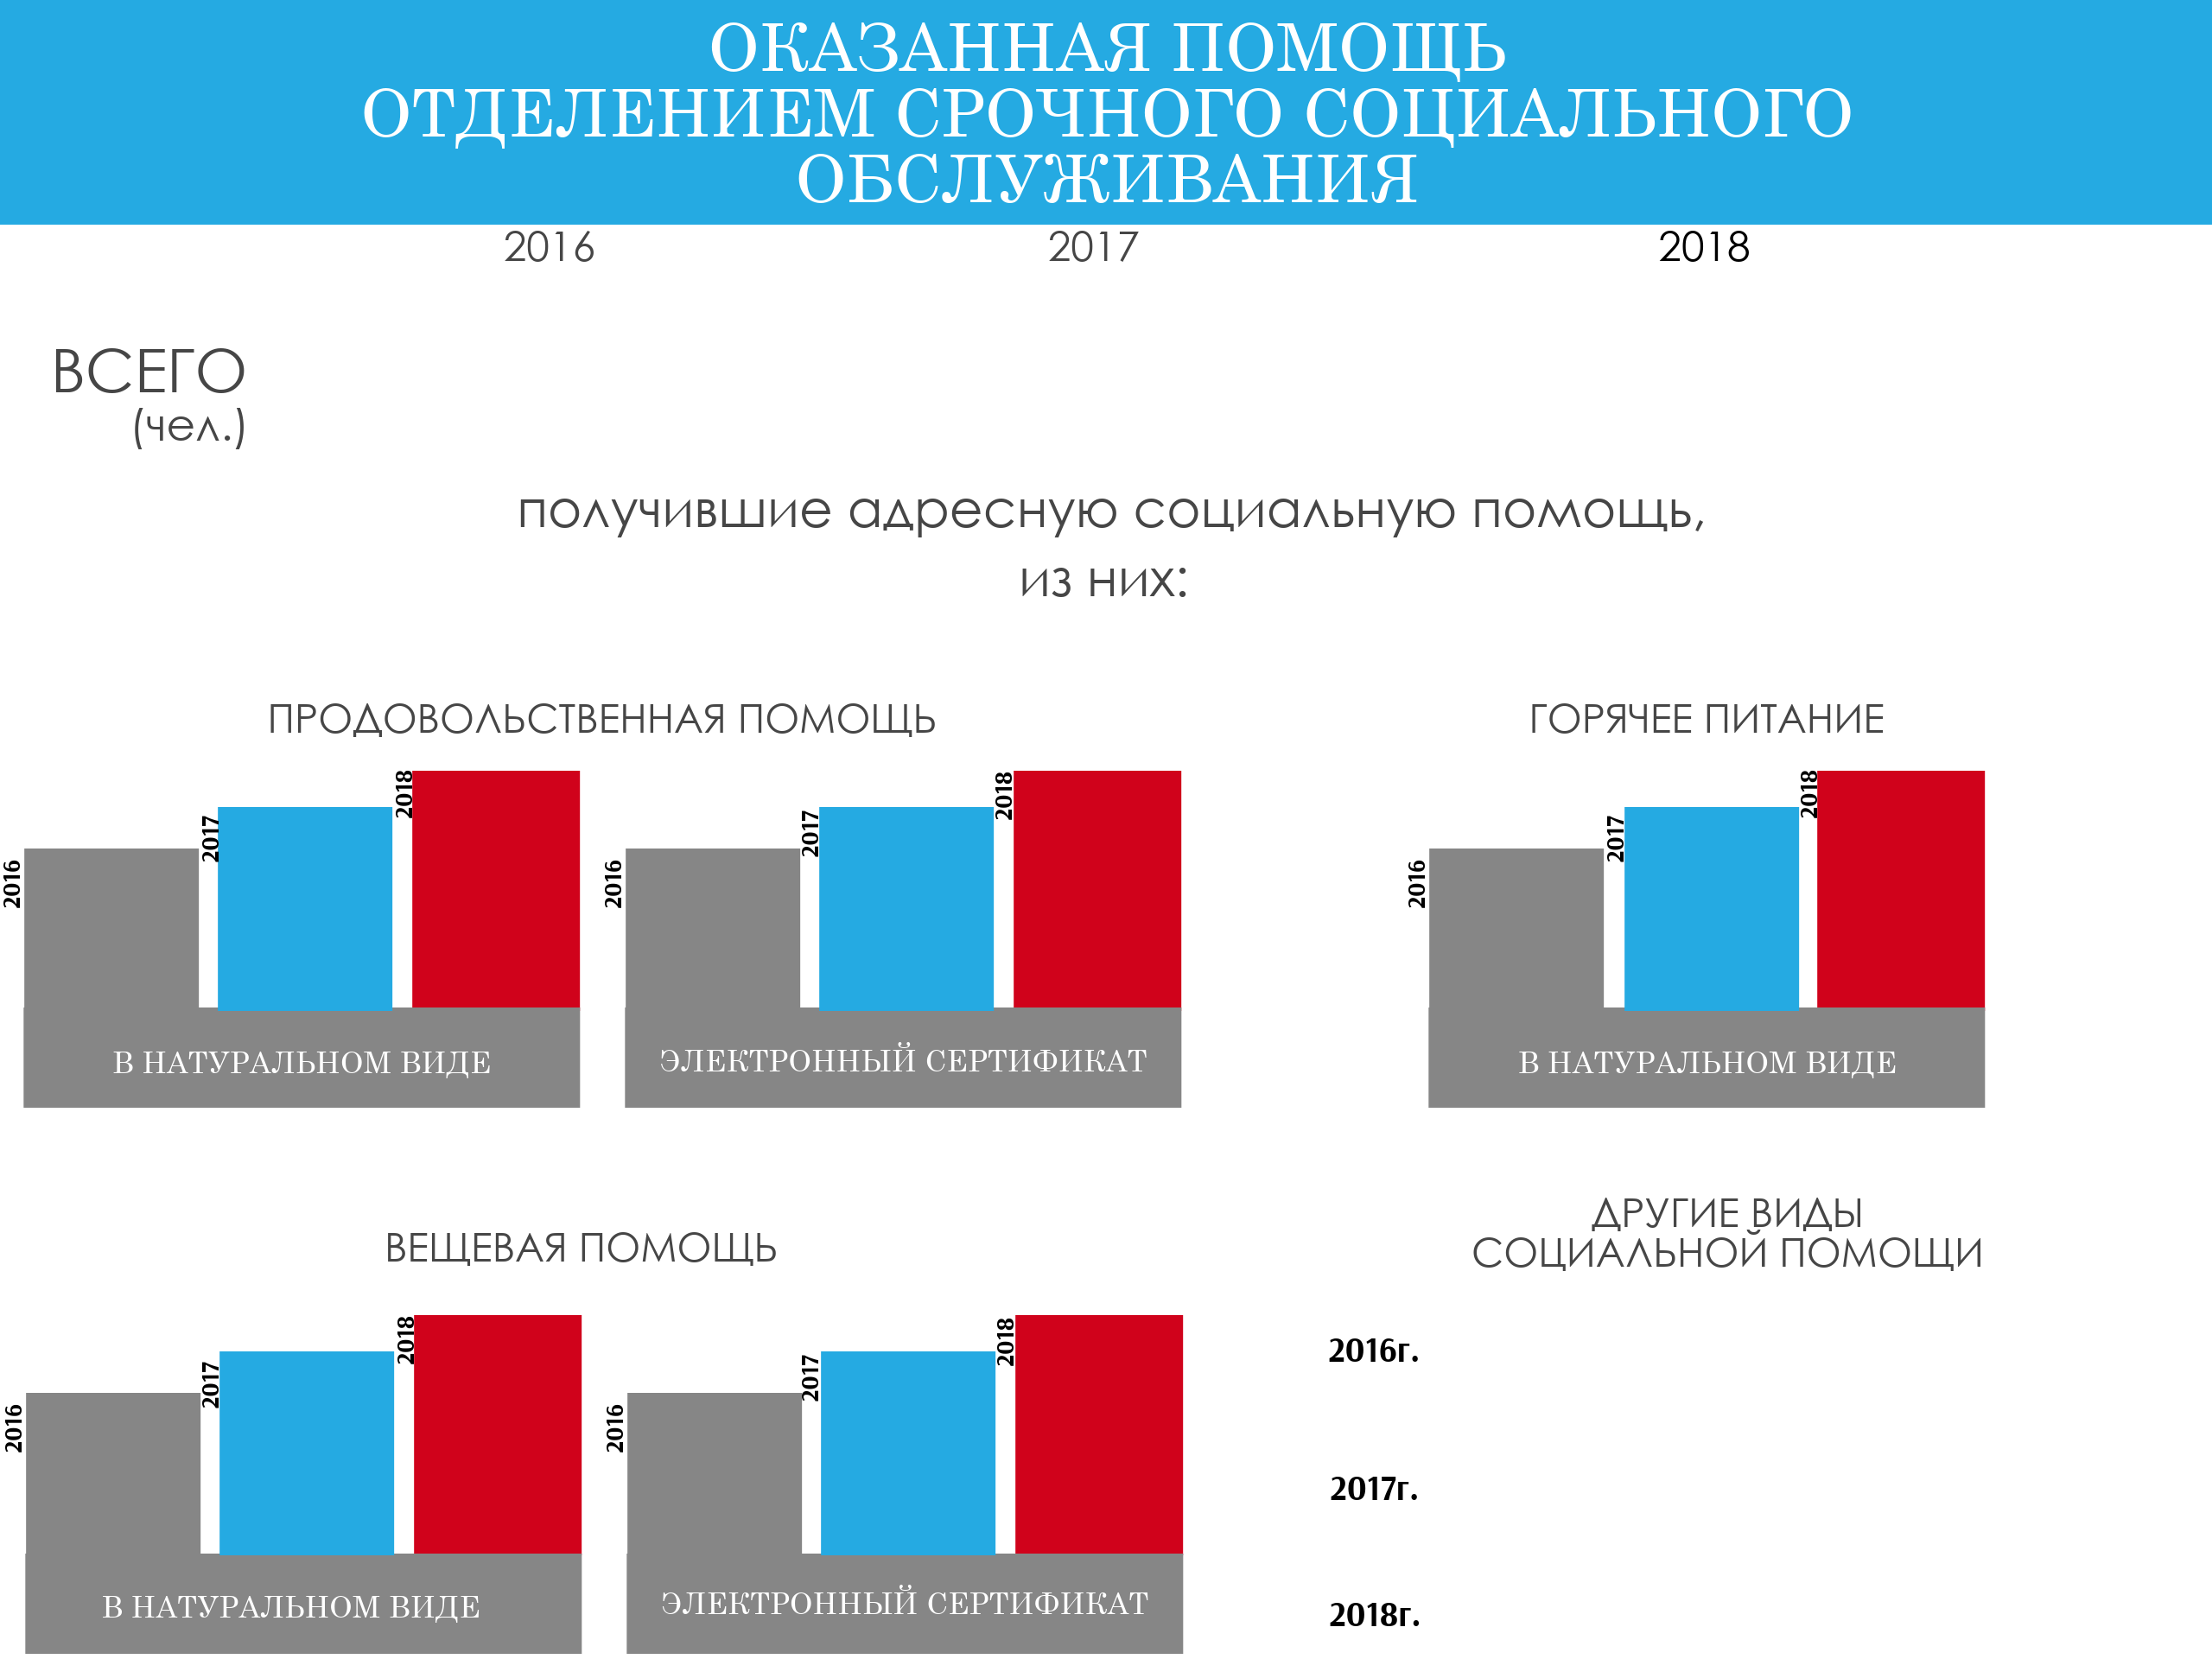 ОКАЗАННАЯ ПОМОЩЬ
ОТДЕЛЕНИЕМ СРОЧНОГО СОЦИАЛЬНОГО
ОБСЛУЖИВАНИЯ
2016 2017 2018
ВСЕГО
(чел.)
получившие адресную социальную помощь,
из них:
ПРОДОВОЛЬСТВЕННАЯ ПОМОЩЬ
2016
2017
2018
В НАТУРАЛЬНОМ ВИДЕ
2016
2017
2018
ЭЛЕКТРОННЫЙ СЕРТИФИКАТ
ГОРЯЧЕЕ ПИТАНИЕ
2016
2017
2018
В НАТУРАЛЬНОМ ВИДЕ
ВЕЩЕВАЯ ПОМОЩЬ
2016
2017
2018
В НАТУРАЛЬНОМ ВИДЕ
2016
2017
2018
ЭЛЕКТРОННЫЙ СЕРТИФИКАТ
ДРУГИЕ ВИДЫ
СОЦИАЛЬНОЙ ПОМОЩИ
2016г.
2017г.
2018г.